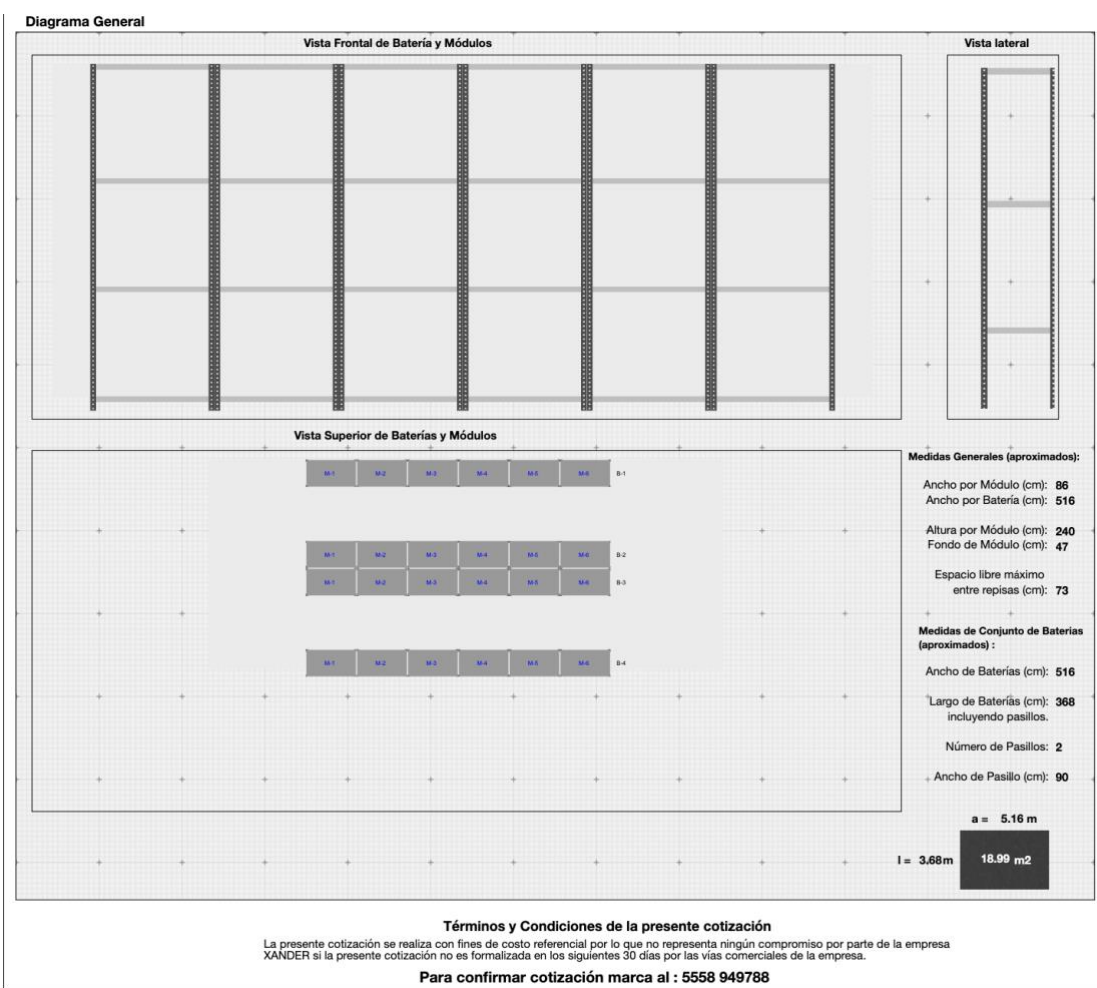 Diagrama General
Vista Frontal de Batería y Módulos
Vista lateral
Vista Superior de Baterías y Módulos
M-1 M-2 M-3 M-4 M-5 M-6 B-1
M-1 M-2 M-3 M-4 M-5 M-6 B-2
M-1 M-2 M-3 M-4 M-5 M-6 B-3
M-1 M-2 M-3 M-4 M-5 M-6 B-4
Medidas Generales (aproximados):
Ancho por Módulo (cm): 86
Ancho por Batería (cm): 516
Altura por Módulo (cm): 240
Fondo de Módulo (cm): 47
Espacio libre máximo
entre repisas (cm): 73
Medidas de Conjunto de Baterias
(aproximados) :
Ancho de Baterías (cm): 516
Largo de Baterías (cm): 368
incluyendo pasillos.
Número de Pasillos: 2
Ancho de Pasillo (cm): 90
a = 5.16 m
l = 3.68m 18.99 m2
Términos y Condiciones de la presente cotización
La presente cotización se realiza con fines de costo referencial por lo que no representa ningún compromiso por parte de la empresa
XANDER si la presente cotización no es formalizada en los siguientes 30 días por las vías comerciales de la empresa.
Para confirmar cotización marca al : 5558 949788